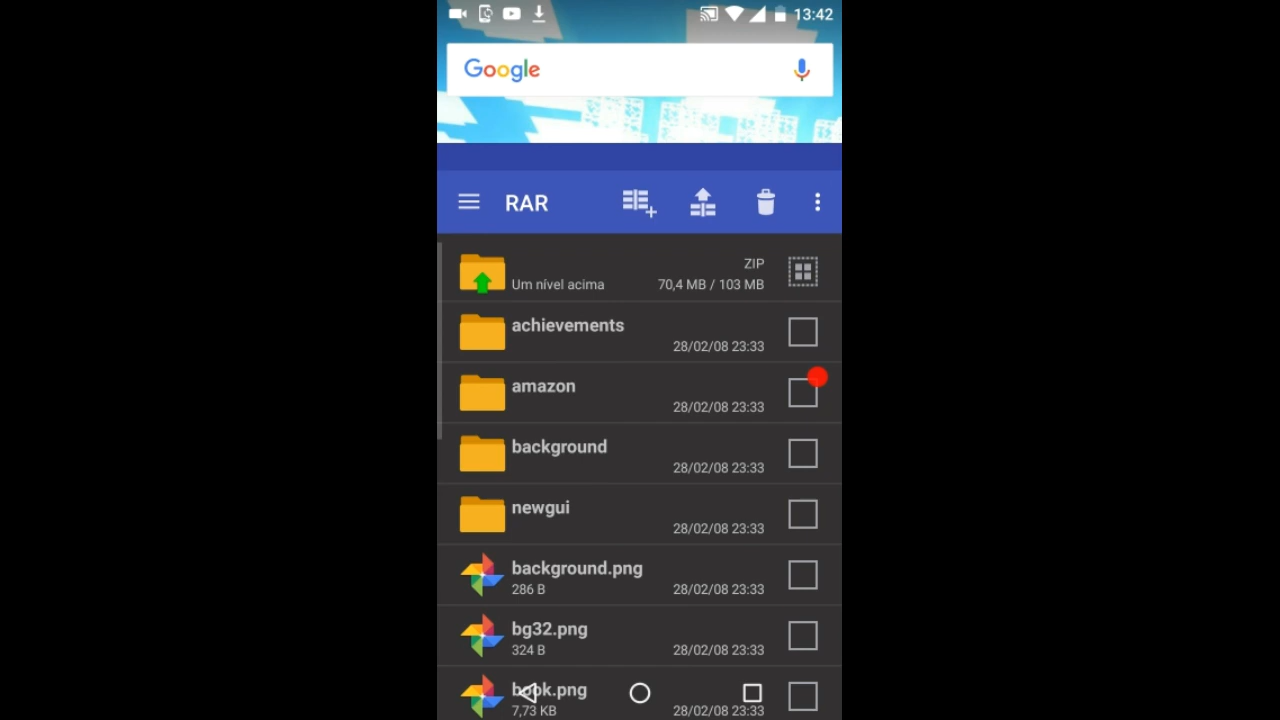 13:42
Google
RAR
ZIP
Um nível acima 70,4 MB / 103 MB
achievements
28/02/08 23:33
amazon
28/02/08 23:33
background
28/02/08 23:33
newgui
28/02/08 23:33
background.png
286 B 28/02/08 23:33
bg32.png
324 B 28/02/08 23:33
book.png
7,73 KB 28/02/08 23:33